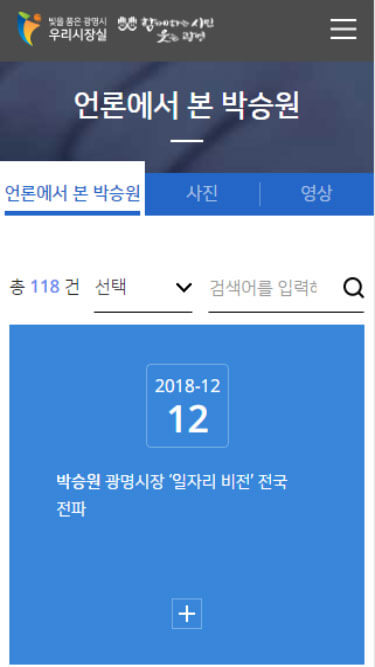 빛을 품은 광명시
우리시장실
함께하는 시민
웃는 광명
언론에서 본 박승원
언론에서 본 박승원 사진 영상
총 118 건 선택 검색어를 입력하
2018-12
12
박승원 광명시장 '일자리 비전' 전국
전파